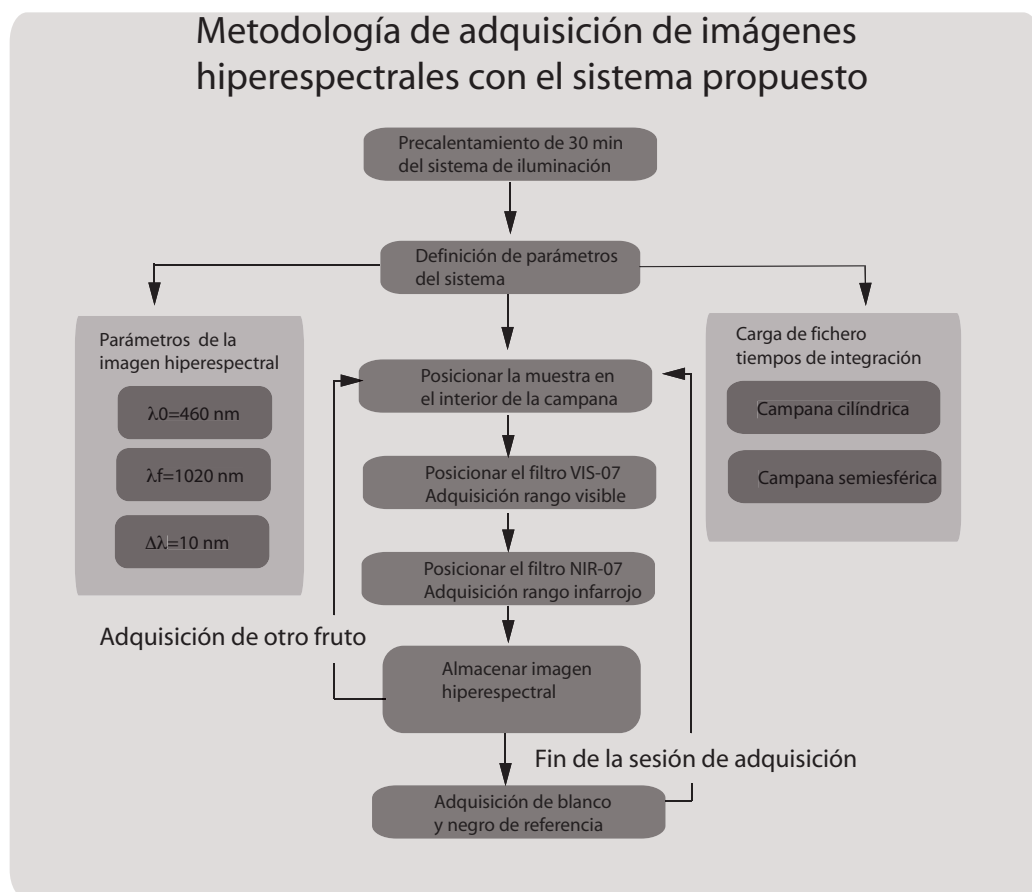 Metodología de adquisición de imágenes
hiperespectrales con el sistema propuesto
Precalentamiento de 30 min
del sistema de iluminación
Definición de parámetros
del sistema
Parámetros de la
imagen hiperespectral
λ0=460 nm
λf=1020 nm
Δλ=10 nm
Carga de fichero
tiempos de integración
Campana cilíndrica
Campana semiesférica
Posicionar la muestra en
el interior de la campana
Posicionar el filtro VIS-07
Adquisición rango visible
Posicionar el filtro NIR-07
Adquisición rango infarrojo
Adquisición de otro fruto
Almacenar imagen
hiperespectral
Fin de la sesión de adquisición
Adquisición de blanco
y negro de referencia